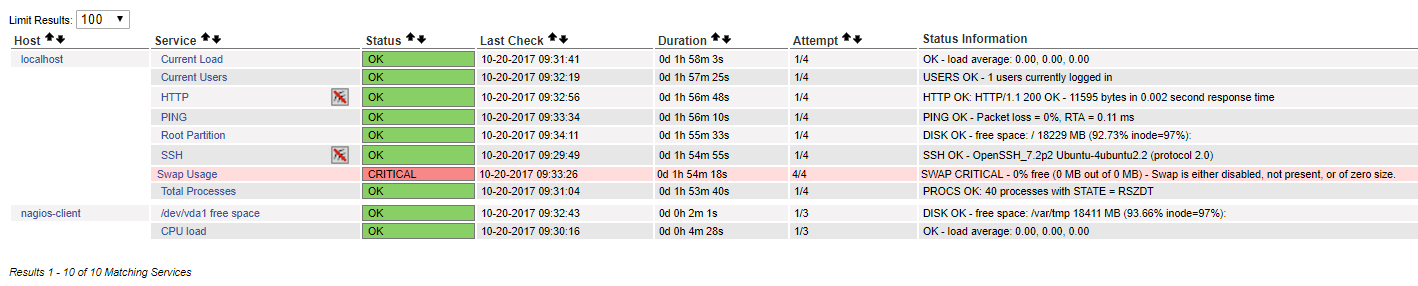 Limit Results: 100
Host Service Status Last Check Duration Attempt Status Information
localhost Current Load OK 10-20-2017 09:31:41 0d 1h 58m 3s 1/4 OK - load average: 0.00, 0.00, 0.00
Current Users OK 10-20-2017 09:32:19 0d 1h 57m 25s 1/4 USERS OK - 1 users currently logged in
HTTP OK 10-20-2017 09:32:56 0d 1h 56m 48s 1/4 HTTP OK: HTTP/1.1 200 OK - 11595 bytes in 0.002 second response time
PING OK 10-20-2017 09:33:34 0d 1h 56m 10s 1/4 PING OK - Packet loss = 0%, RTA = 0.11 ms
Root Partition OK 10-20-2017 09:34:11 0d 1h 55m 33s 1/4 DISK OK - free space: / 18229 MB (92.73% inode=97%):
SSH OK 10-20-2017 09:29:49 0d 1h 54m 55s 1/4 SSH OK - OpenSSH_7.2p2 Ubuntu-4ubuntu2.2 (protocol 2.0)
Swap Usage CRITICAL 10-20-2017 09:33:26 0d 1h 54m 18s 4/4 SWAP CRITICAL - 0% free (0 MB out of 0 MB) - Swap is either disabled, not present, or of zero size.
Total Processes OK 10-20-2017 09:31:04 0d 1h 53m 40s 1/4 PROCS OK: 40 processes with STATE = RSZDT
nagios-client /dev/vda1 free space OK 10-20-2017 09:32:43 0d 0h 2m 1s 1/3 DISK OK - free space: /var/tmp 18411 MB (93.66% inode=97%):
CPU load OK 10-20-2017 09:30:16 0d 0h 4m 28s 1/3 OK - load average: 0.00, 0.00, 0.00
Results 1 - 10 of 10 Matching Services